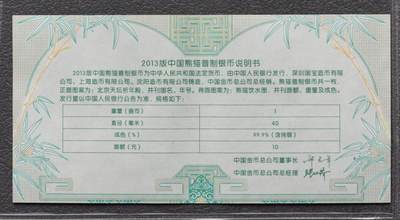 2013版中国熊猫普制银币说明书
2013版中国熊猫普制银币为中华人民共和国法定货币，由中国人民银行发行，深圳国宝造币有限
公司、上海造币有限公司、沈阳造币有限公司铸造，中国金币总公司总经销。熊猫普制银币共一枚，
正面图案为：北京天坛祈年殿，并刊国名、年号。背面图案为：熊猫饮水图，并刊面额、重量及成色。
发行量以中国人民银行公告为准，规格如下：
重量（盎司） 1
直径（毫米） 40
成色（%） 99.9%（含纯银）
面额（元） 10
中国金币总公司董事长
中国金币总公司总经理